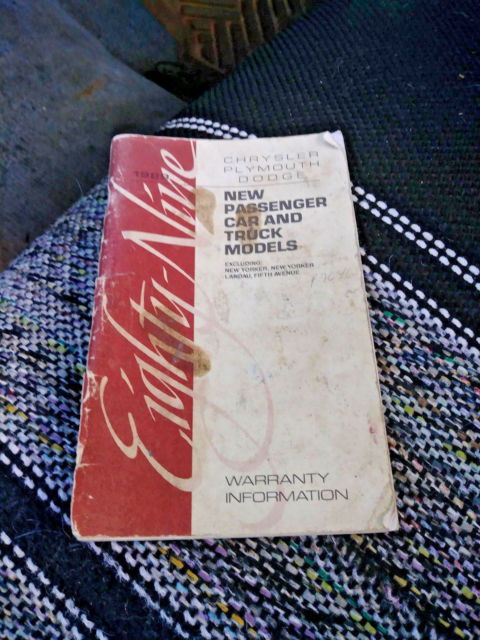 1989
Eighty-Nine
CHRYSLER
PLYMOUTH
DODGE
NEW
PASSENGER
CAR AND
TRUCK
MODELS
EXCLUDING:
NEW YORKER, NEW YORKER
LANDAU, FIFTH AVENUE
WARRANTY
INFORMATION